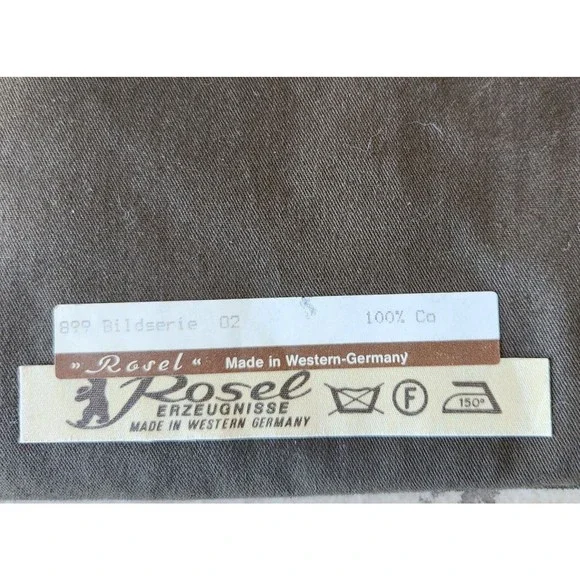 899 Bildserie 02 100% Co
„Rosel“ Made in Western-Germany
Rosel
ERZEUGNISSE
MADE IN WESTERN GERMANY
F
150°